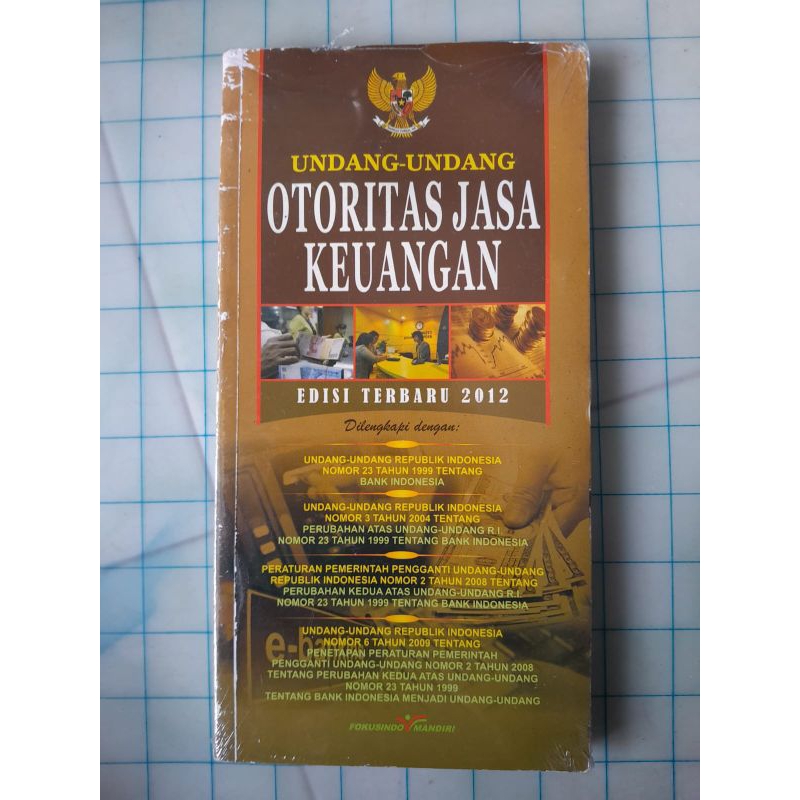 UNDANG-UNDANG
OTORITAS JASA
KEUANGAN
EDISI TERBARU 2012
Dilengkapi dengan:
UNDANG-UNDANG REPUBLIK INDONESIA
NOMOR 23 TAHUN 1999 TENTANG
BANK INDONESIA
UNDANG-UNDANG REPUBLIK INDONESIA
NOMOR 3 TAHUN 2004 TENTANG
PERUBAHAN ATAS UNDANG-UNDANG R.I.
NOMOR 23 TAHUN 1999 TENTANG BANK INDONESIA
PERATURAN PEMERINTAH PENGGANTI UNDANG-UNDANG
REPUBLIK INDONESIA NOMOR 2 TAHUN 2008 TENTANG
PERUBAHAN KEDUA ATAS UNDANG-UNDANG R.I.
NOMOR 23 TAHUN 1999 TENTANG BANK INDONESIA
UNDANG-UNDANG REPUBLIK INDONESIA
NOMOR 6 TAHUN 2009 TENTANG
PENETAPAN PERATURAN PEMERINTAH
PENGGANTI UNDANG-UNDANG NOMOR 2 TAHUN 2008
TENTANG PERUBAHAN KEDUA ATAS UNDANG-UNDANG
NOMOR 23 TAHUN 1999
TENTANG BANK INDONESIA MENJADI UNDANG-UNDANG
FOKUSINDO MANDIRI